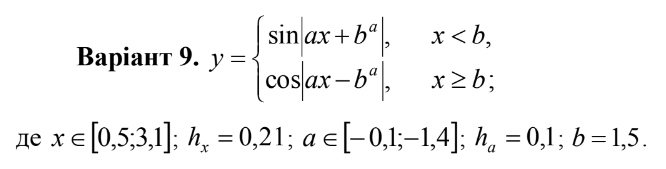 Варіант 9. y = { sin|ax + b^a|, x < b,
cos|ax − b^a|, x ≥ b;
де x ∈ [0,5;3,1]; h_x = 0,21; a ∈ [−0,1;−1,4]; h_a = 0,1; b = 1,5.